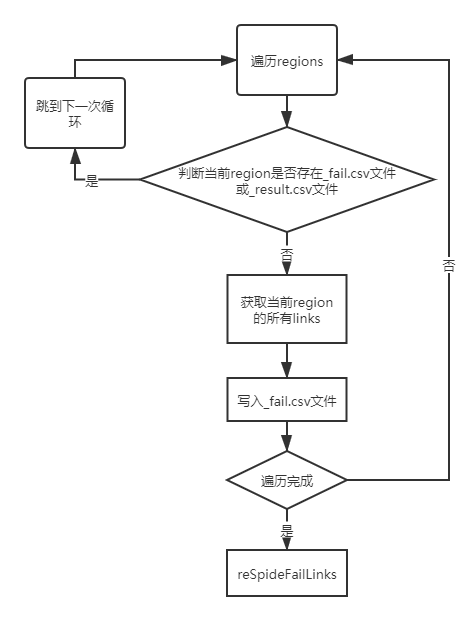 遍历regions
跳到下一次循
环
判断当前region是否存在_fail.csv文件
或_result.csv文件
是
否
获取当前region
的所有links
否
写入_fail.csv文件
遍历完成
是
reSpideFailLinks